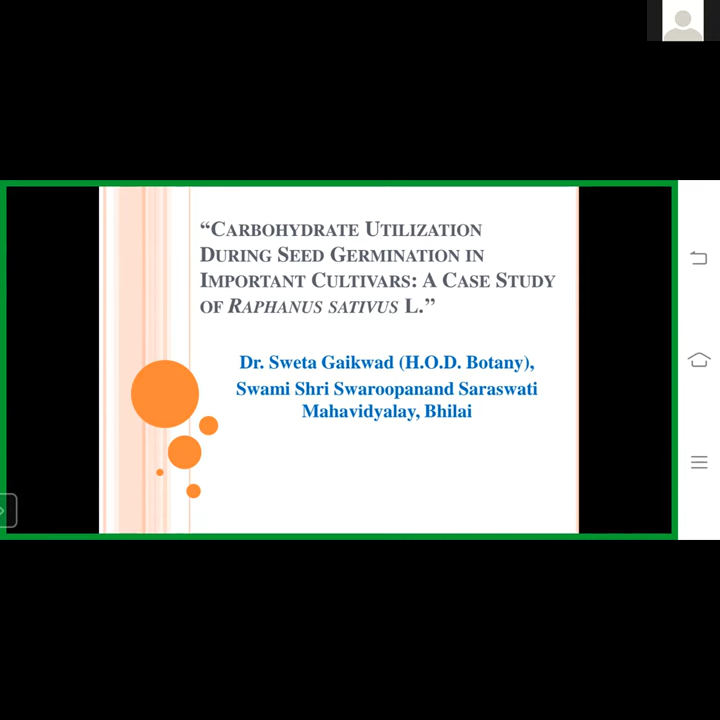 “CARBOHYDRATE UTILIZATION
DURING SEED GERMINATION IN
IMPORTANT CULTIVARS: A CASE STUDY
OF RAPHANUS SATIVUS L.”
Dr. Sweta Gaikwad (H.O.D. Botany),
Swami Shri Swaroopanand Saraswati
Mahavidyalay, Bhilai